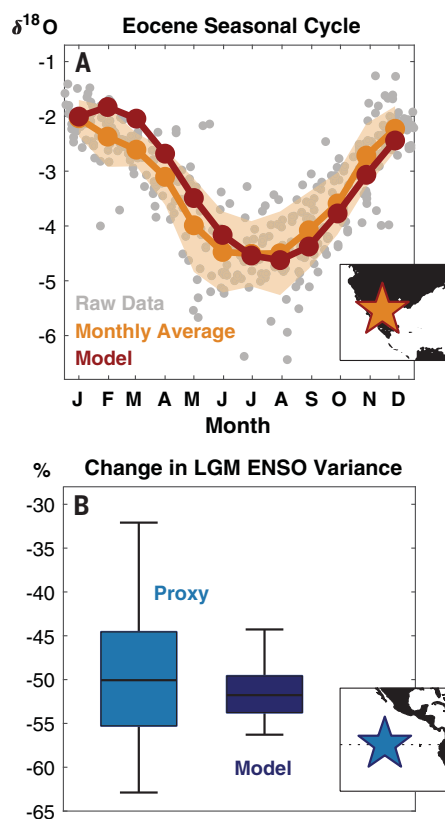 δ18O Eocene Seasonal Cycle
A
-1
-2
-3
-4
-5
-6
Raw Data
Monthly Average
Model
J F M A M J J A S O N D
Month
% Change in LGM ENSO Variance
B
-30
-35
-40
-45
-50
-55
-60
-65
Proxy
Model